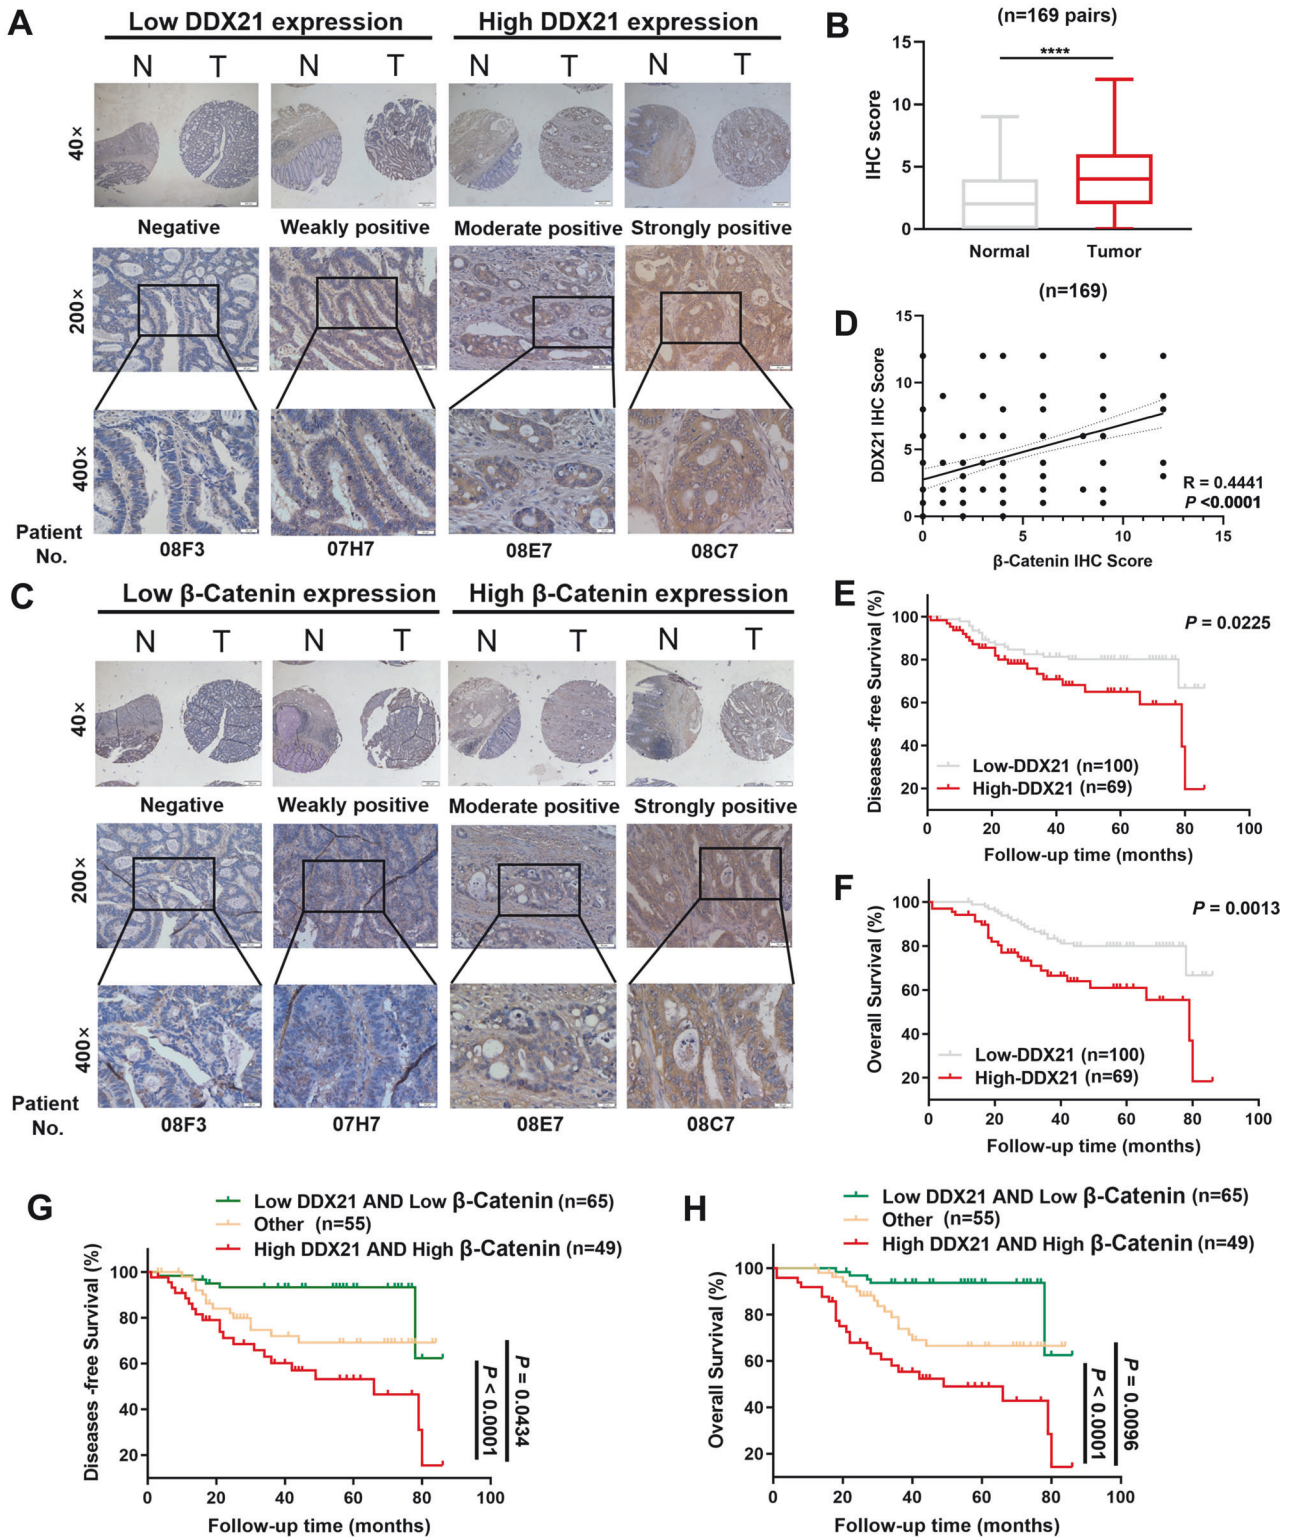 A
Low DDX21 expression
High DDX21 expression
N T N T N T N T
40×
Negative
Weakly positive
Moderate positive
Strongly positive
200×
400×
Patient No.
08F3
07H7
08E7
08C7
B
(n=169 pairs)
****
IHC score
15
10
5
0
Normal
Tumor
C
Low β-Catenin expression
High β-Catenin expression
N T N T N T N T
40×
Negative
Weakly positive
Moderate positive
Strongly positive
200×
400×
Patient No.
08F3
07H7
08E7
08C7
D
(n=169)
DDX21 IHC Score
15
10
5
0
R = 0.4441
P <0.0001
0 5 10 15
β-Catenin IHC Score
E
Diseases -free Survival (%)
100
80
60
40
20
P = 0.0225
Low-DDX21 (n=100)
High-DDX21 (n=69)
0 20 40 60 80 100
Follow-up time (months)
F
Overall Survival (%)
100
80
60
40
20
P = 0.0013
Low-DDX21 (n=100)
High-DDX21 (n=69)
0 20 40 60 80 100
Follow-up time (months)
G
Low DDX21 AND Low β-Catenin (n=65)
Other (n=55)
High DDX21 AND High β-Catenin (n=49)
Diseases -free Survival (%)
100
80
60
40
20
P < 0.0001
P = 0.0434
0 20 40 60 80 100
Follow-up time (months)
H
Low DDX21 AND Low β-Catenin (n=65)
Other (n=55)
High DDX21 AND High β-Catenin (n=49)
Overall Survival (%)
100
80
60
40
20
P < 0.0001
P = 0.0096
0 20 40 60 80 100
Follow-up time (months)